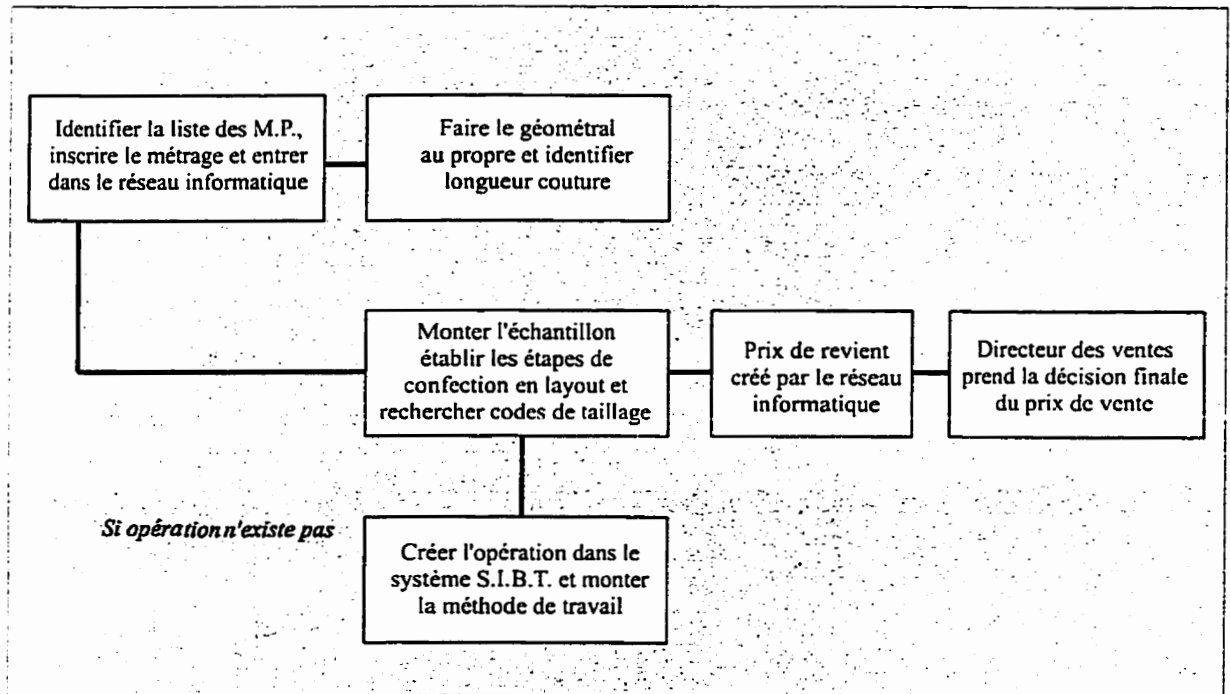 Identifier la liste des M.P.,
inscrire le métrage et entrer
dans le réseau informatique
Faire le géométral
au propre et identifier
longueur couture
Monter l'échantillon
établir les étapes de
confection en layout et
rechercher codes de taillage
Prix de revient
créé par le réseau
informatique
Directeur des ventes
prend la décision finale
du prix de vente
Si opération n'existe pas
Créer l'opération dans le
système S.I.B.T. et monter
la méthode de travail